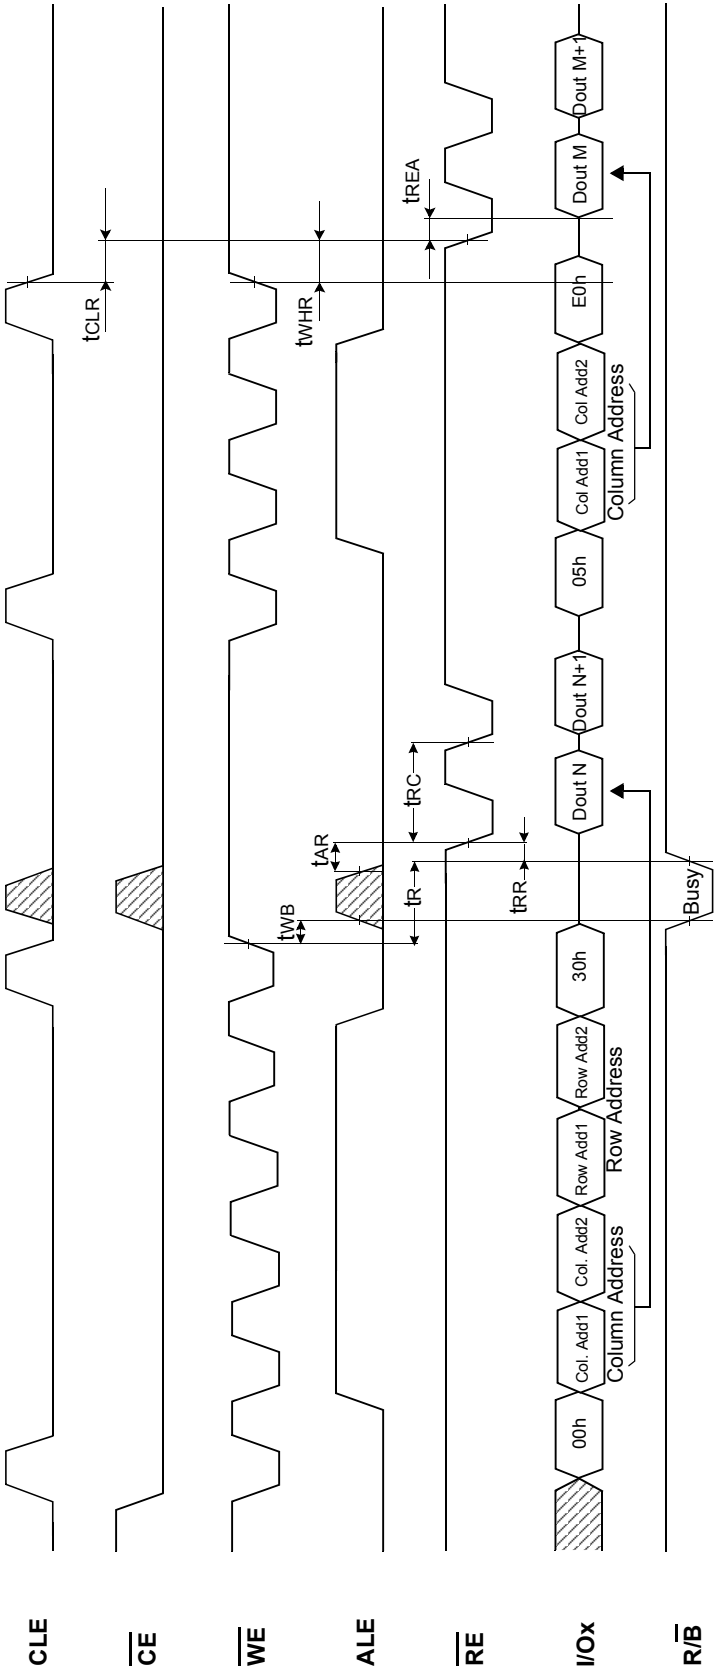 CLE
tCLR
CE
WE
tWB
tWHR
ALE
tAR
RE
tR
tRC
tREA
tRR
I/Ox
00h
Col. Add1
Col. Add2
Row Add1
Row Add2
30h
Dout N
Dout N+1
05h
Col Add1
Col Add2
E0h
Dout M
Dout M+1
Column Address
Row Address
Column Address
R/B
Busy